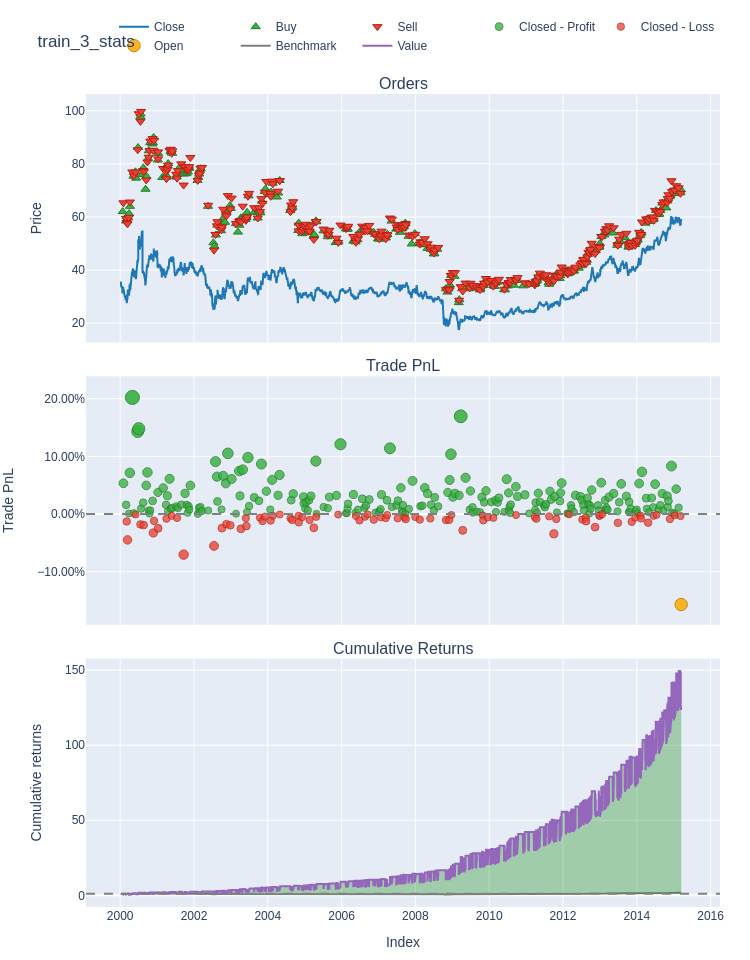 train_3_stats
Close
Buy
Sell
Closed - Profit
Closed - Loss
Open
Benchmark
Value
Orders
100
80
60
40
20
Price
Trade PnL
20.00%
10.00%
0.00%
−10.00%
Trade PnL
Cumulative Returns
150
100
50
0
Cumulative returns
2000 2002 2004 2006 2008 2010 2012 2014 2016
Index